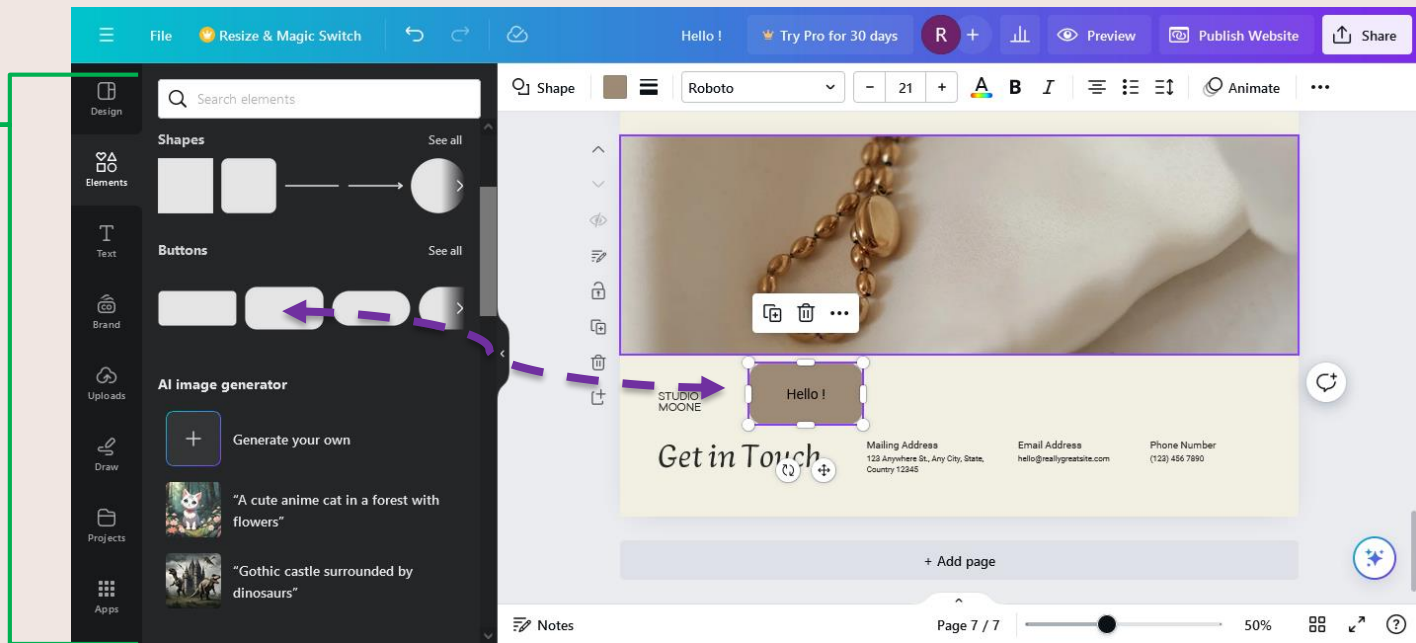 File
Resize & Magic Switch
Hello !
Try Pro for 30 days
R
+
Preview
Publish Website
Share
Design
Elements
Text
Brand
Uploads
Draw
Projects
Apps
Search elements
Shapes
See all
Buttons
See all
AI image generator
Generate your own
"A cute anime cat in a forest with
flowers"
"Gothic castle surrounded by
dinosaurs"
Shape
Roboto
- 21 +
A
B
I
Animate
STUDIO
MOONE
Hello !
Get in Touch
Mailing Address
123 Anywhere St., Any City, State,
Country 12345
Email Address
hello@reallygreatsite.com
Phone Number
(123) 456 7890
+ Add page
Notes
Page 7 / 7
50%